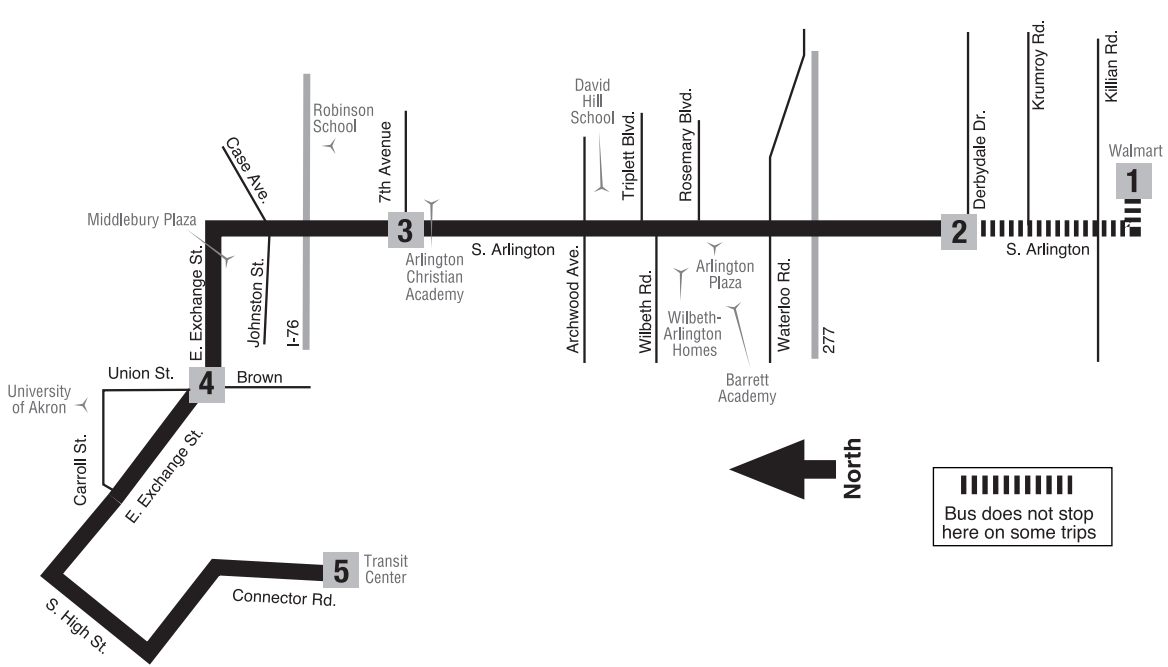 Robinson
School
David
Hill
School
Case Ave.
7th Avenue
Triplett Blvd.
Rosemary Blvd.
Derbydale Dr.
Krumroy Rd.
Killian Rd.
Walmart
1
Middlebury Plaza
3
2
S. Arlington
S. Arlington
Arlington
Christian
Academy
Arlington
Plaza
E. Exchange St.
Johnston St.
I-76
Archwood Ave.
Wilbeth Rd.
Wilbeth-
Arlington
Homes
Waterloo Rd.
277
Barrett
Academy
Union St.
4
Brown
University
of Akron
Carroll St.
E. Exchange St.
North
Bus does not stop
here on some trips
5
Transit
Center
Connector Rd.
S. High St.